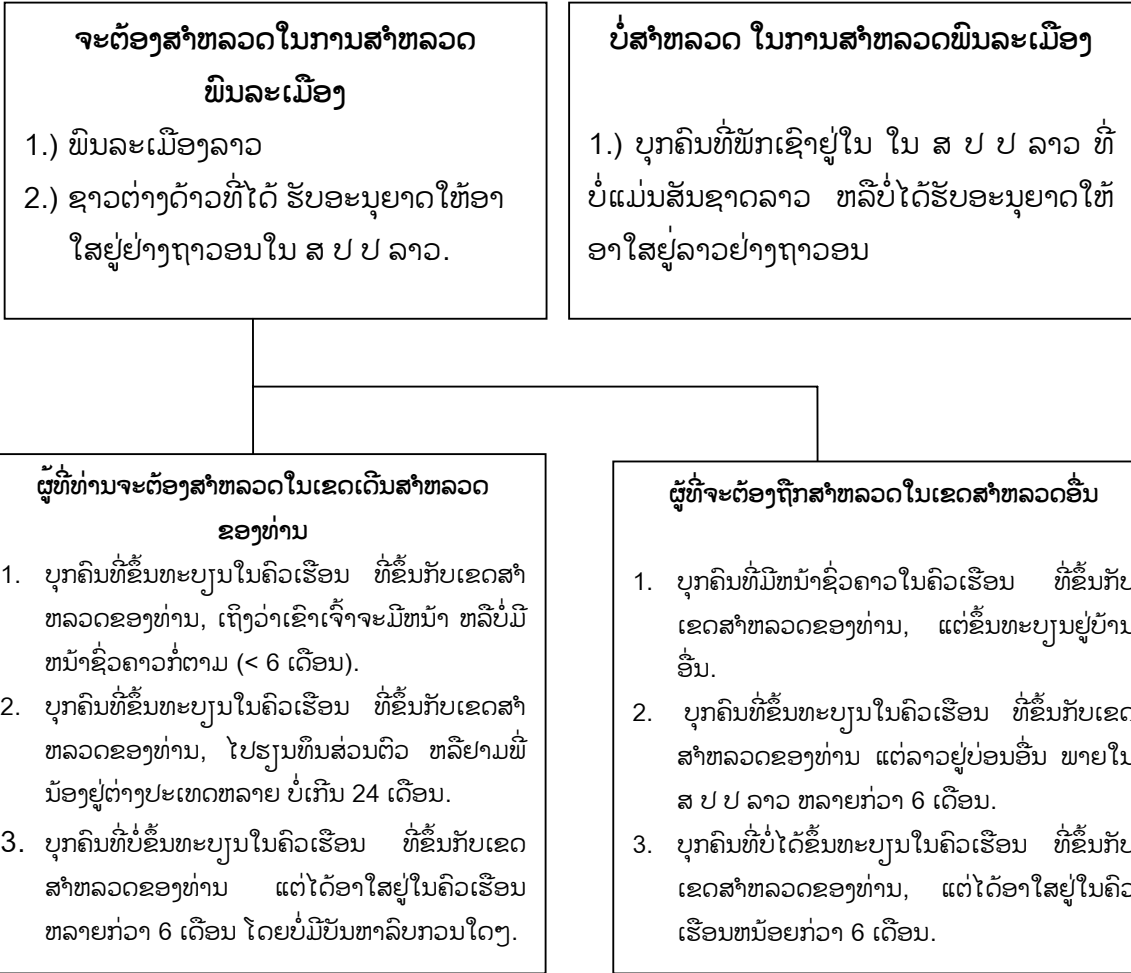 ຈະຕ້ອງສຳຫລວດໃນການສຳຫລວດ
ພົນລະເມືອງ
1.) ພົນລະເມືອງລາວ
2.) ຊາວຕ່າງດ້າວທີ່ໄດ້ ຮັບອະນຸຍາດໃຫ້ອາ
ໃສຢູ່ຢ່າງຖາວອນໃນ ສ ປ ປ ລາວ.
ບໍ່ສຳຫລວດ ໃນການສຳຫລວດພົນລະເມືອງ
1.) ບຸກຄົນທີ່ພັກເຊົາຢູ່ໃນ ໃນ ສ ປ ປ ລາວ ທີ່
ບໍ່ແມ່ນສັນຊາດລາວ ຫລືບໍ່ໄດ້ຮັບອະນຸຍາດໃຫ້
ອາໃສຢູ່ລາວຢ່າງຖາວອນ
ຜູ້ທີ່ທ່ານຈະຕ້ອງສຳຫລວດໃນເຂດເດີນສຳຫລວດ
ຂອງທ່ານ
1. ບຸກຄົນທີ່ຂຶ້ນທະບຽນໃນຄົວເຮືອນ ທີ່ຂຶ້ນກັບເຂດສຳ
ຫລວດຂອງທ່ານ, ເຖິງວ່າເຂົາເຈົ້າຈະມີຫນ້າ ຫລືບໍ່ມີ
ຫນ້າຊົ່ວຄາວກໍ່ຕາມ (< 6 ເດືອນ).
2. ບຸກຄົນທີ່ຂຶ້ນທະບຽນໃນຄົວເຮືອນ ທີ່ຂຶ້ນກັບເຂດສຳ
ຫລວດຂອງທ່ານ, ໄປຮຽນທຶນສ່ວນຕົວ ຫລືຢາມພີ່
ນ້ອງຢູ່ຕ່າງປະເທດຫລາຍ ບໍ່ເກີນ 24 ເດືອນ.
3. ບຸກຄົນທີ່ບໍ່ຂຶ້ນທະບຽນໃນຄົວເຮືອນ ທີ່ຂຶ້ນກັບເຂດ
ສຳຫລວດຂອງທ່ານ ແຕ່ໄດ້ອາໃສຢູ່ໃນຄົວເຮືອນ
ຫລາຍກ່ວາ 6 ເດືອນ ໂດຍບໍ່ມີບັນຫາລົບກວນໃດໆ.
ຜູ້ທີ່ຈະຕ້ອງຖືກສຳຫລວດໃນເຂດສຳຫລວດອື່ນ
1. ບຸກຄົນທີ່ມີຫນ້າຊົ່ວຄາວໃນຄົວເຮືອນ ທີ່ຂຶ້ນກັບ
ເຂດສຳຫລວດຂອງທ່ານ, ແຕ່ຂຶ້ນທະບຽນຢູ່ບ້ານ
ອື່ນ.
2. ບຸກຄົນທີ່ຂຶ້ນທະບຽນໃນຄົວເຮືອນ ທີ່ຂຶ້ນກັບເຂດ
ສຳຫລວດຂອງທ່ານ ແຕ່ລາວຢູ່ບ່ອນອື່ນ ພາຍໃນ
ສ ປ ປ ລາວ ຫລາຍກ່ວາ 6 ເດືອນ.
3. ບຸກຄົນທີ່ບໍ່ໄດ້ຂຶ້ນທະບຽນໃນຄົວເຮືອນ ທີ່ຂຶ້ນກັບ
ເຂດສຳຫລວດຂອງທ່ານ, ແຕ່ໄດ້ອາໃສຢູ່ໃນຄົວ
ເຮືອນຫນ້ອຍກ່ວາ 6 ເດືອນ.